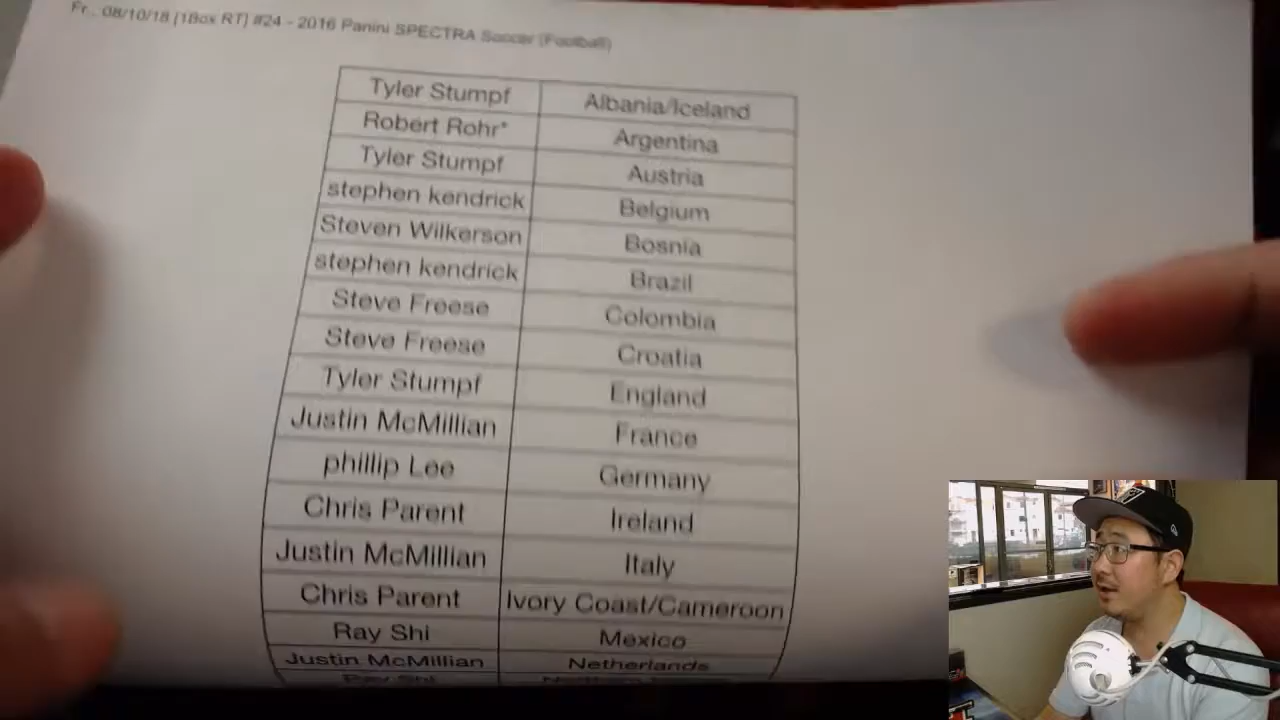 Fr., 08/10/18 [1Box RT] #24 - 2016 Panini SPECTRA Soccer (Football)
Tyler Stumpf Albania/Iceland
Robert Rohr* Argentina
Tyler Stumpf Austria
stephen kendrick Belgium
Steven Wilkerson Bosnia
stephen kendrick Brazil
Steve Freese Colombia
Steve Freese Croatia
Tyler Stumpf England
Justin McMillian France
phillip Lee Germany
Chris Parent Ireland
Justin McMillian Italy
Chris Parent Ivory Coast/Cameroon
Ray Shi Mexico
Justin McMillian Netherlands
Ray Shi